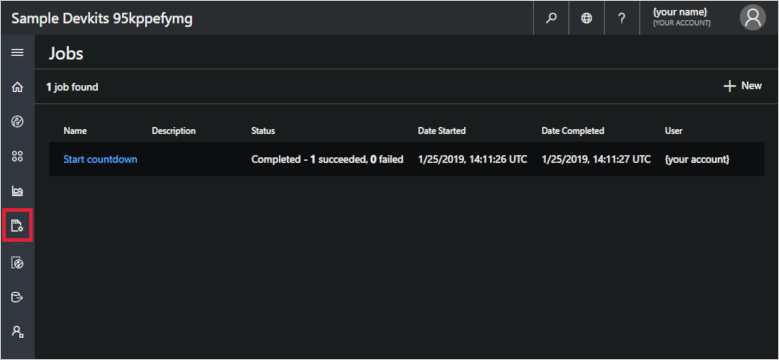 Sample Devkits 95kppefymg
?
{your name}
{YOUR ACCOUNT}
Jobs
1 job found
New
Name Description Status Date Started Date Completed User
Start countdown Completed - 1 succeeded, 0 failed 1/25/2019, 14:11:26 UTC 1/25/2019, 14:11:27 UTC {your account}